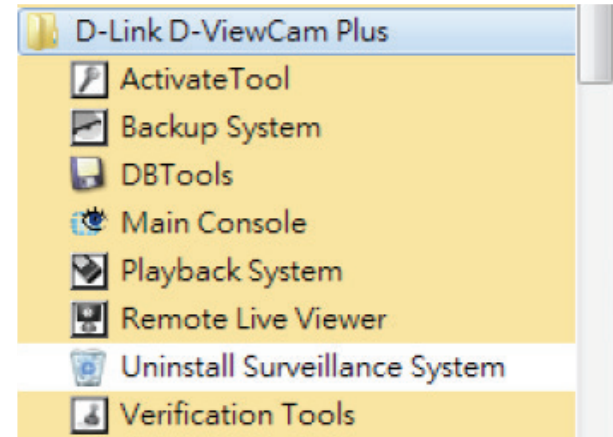 D-Link D-ViewCam Plus
ActivateTool
Backup System
DBTools
Main Console
Playback System
Remote Live Viewer
Uninstall Surveillance System
Verification Tools